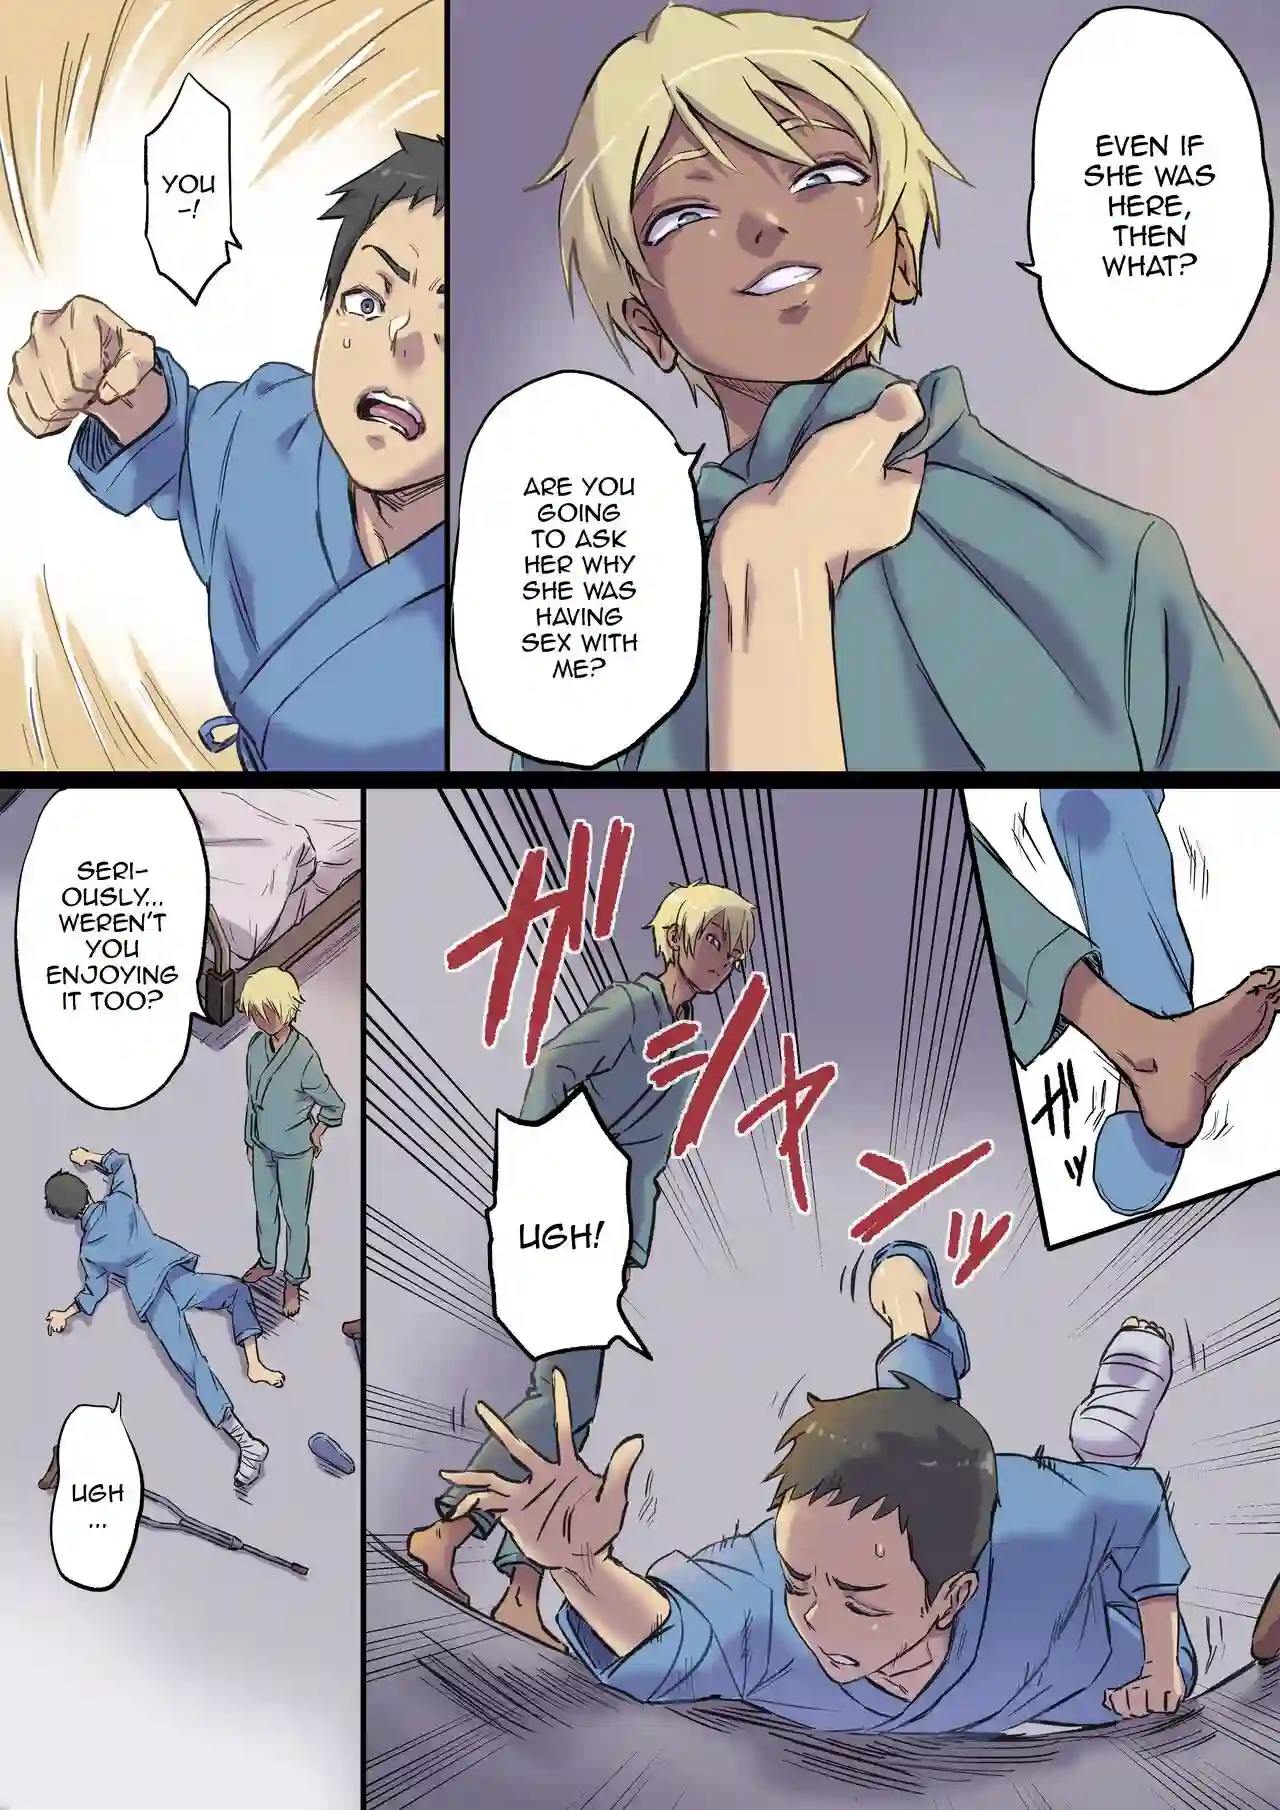 EVEN IF
SHE WAS
HERE,
THEN
WHAT?
ARE YOU
GOING
TO ASK
HER WHY
SHE WAS
HAVING
SEX WITH
ME?
YOU
-!
ガッ
ガシャンッ
UGH!
SERI-
OUSLY...
WEREN'T
YOU
ENJOYING
IT TOO?
UGH
...